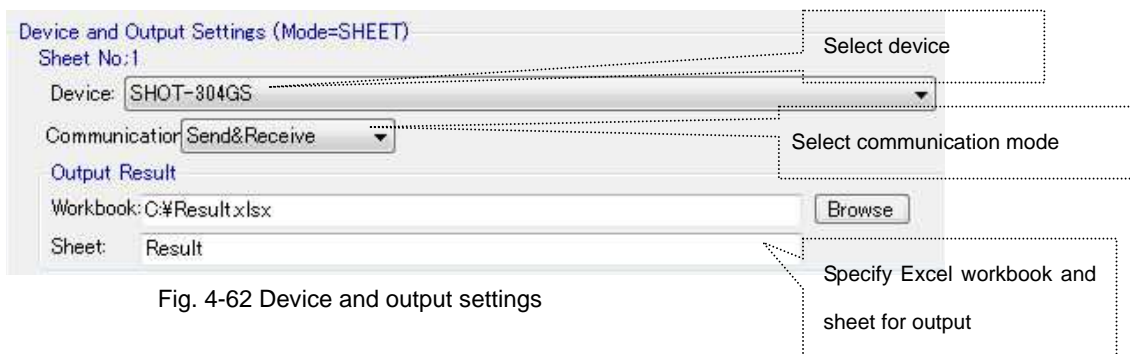 Device and Output Settings (Mode=SHEET)
Sheet No:1
Select device
Device: SHOT-304GS
Communication Send&Receive
Select communication mode
Output Result
Workbook: C:¥Result.xlsx
Browse
Sheet: Result
Specify Excel workbook and
sheet for output
Fig. 4-62 Device and output settings